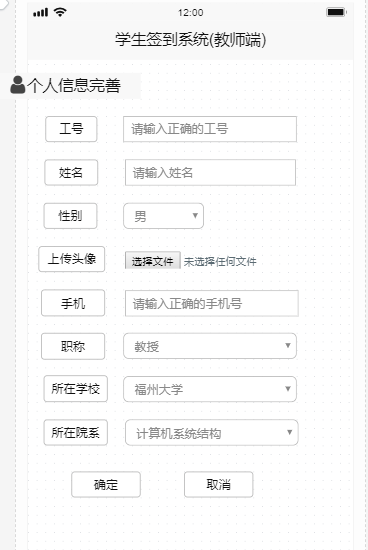 12:00
学生签到系统(教师端)
个人信息完善
工号 请输入正确的工号
姓名 请输入姓名
性别 男
上传头像 选择文件 未选择任何文件
手机 请输入正确的手机号
职称 教授
所在学校 福州大学
所在院系 计算机系统结构
确定 取消